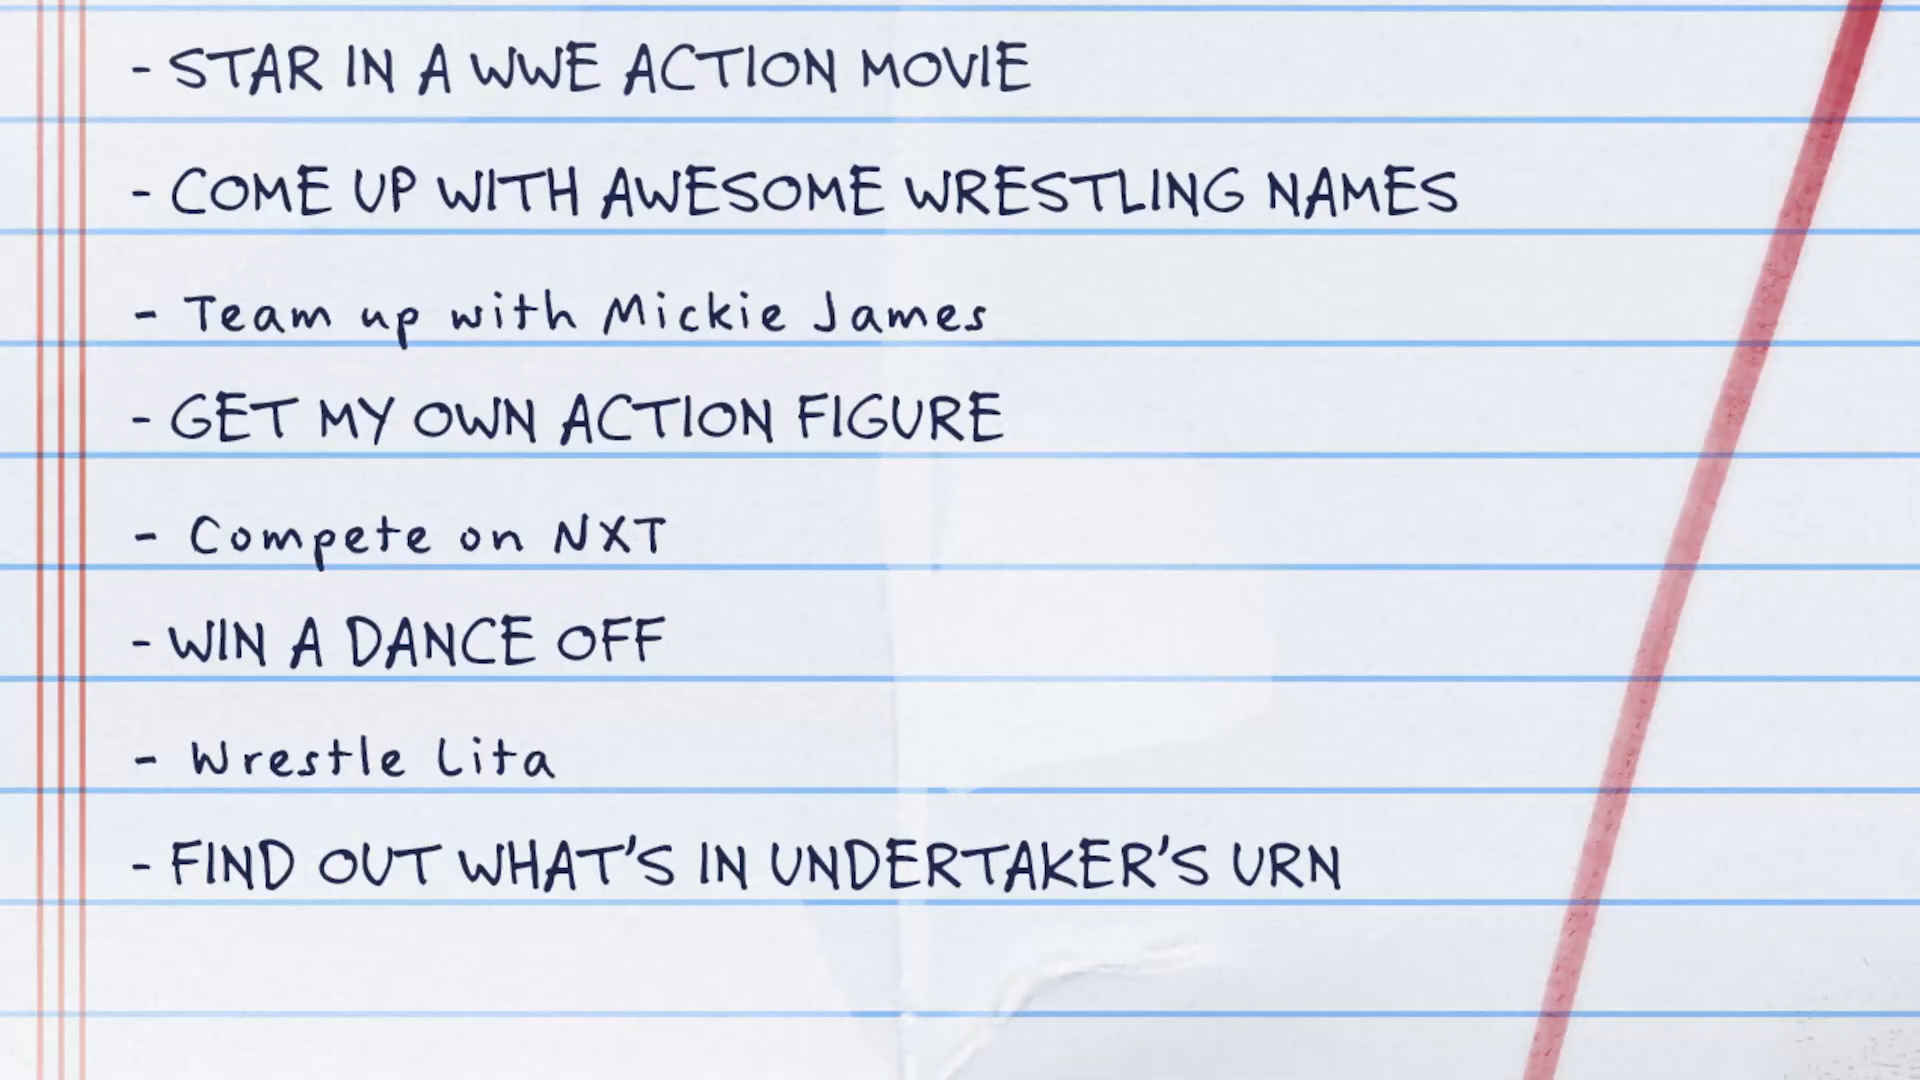 - STAR IN A WWE ACTION MOVIE
- COME UP WITH AWESOME WRESTLING NAMES
- Team up with Mickie James
- GET MY OWN ACTION FIGURE
- Compete on NXT
- WIN A DANCE OFF
- Wrestle Lita
- FIND OUT WHAT'S IN UNDERTAKER'S URN